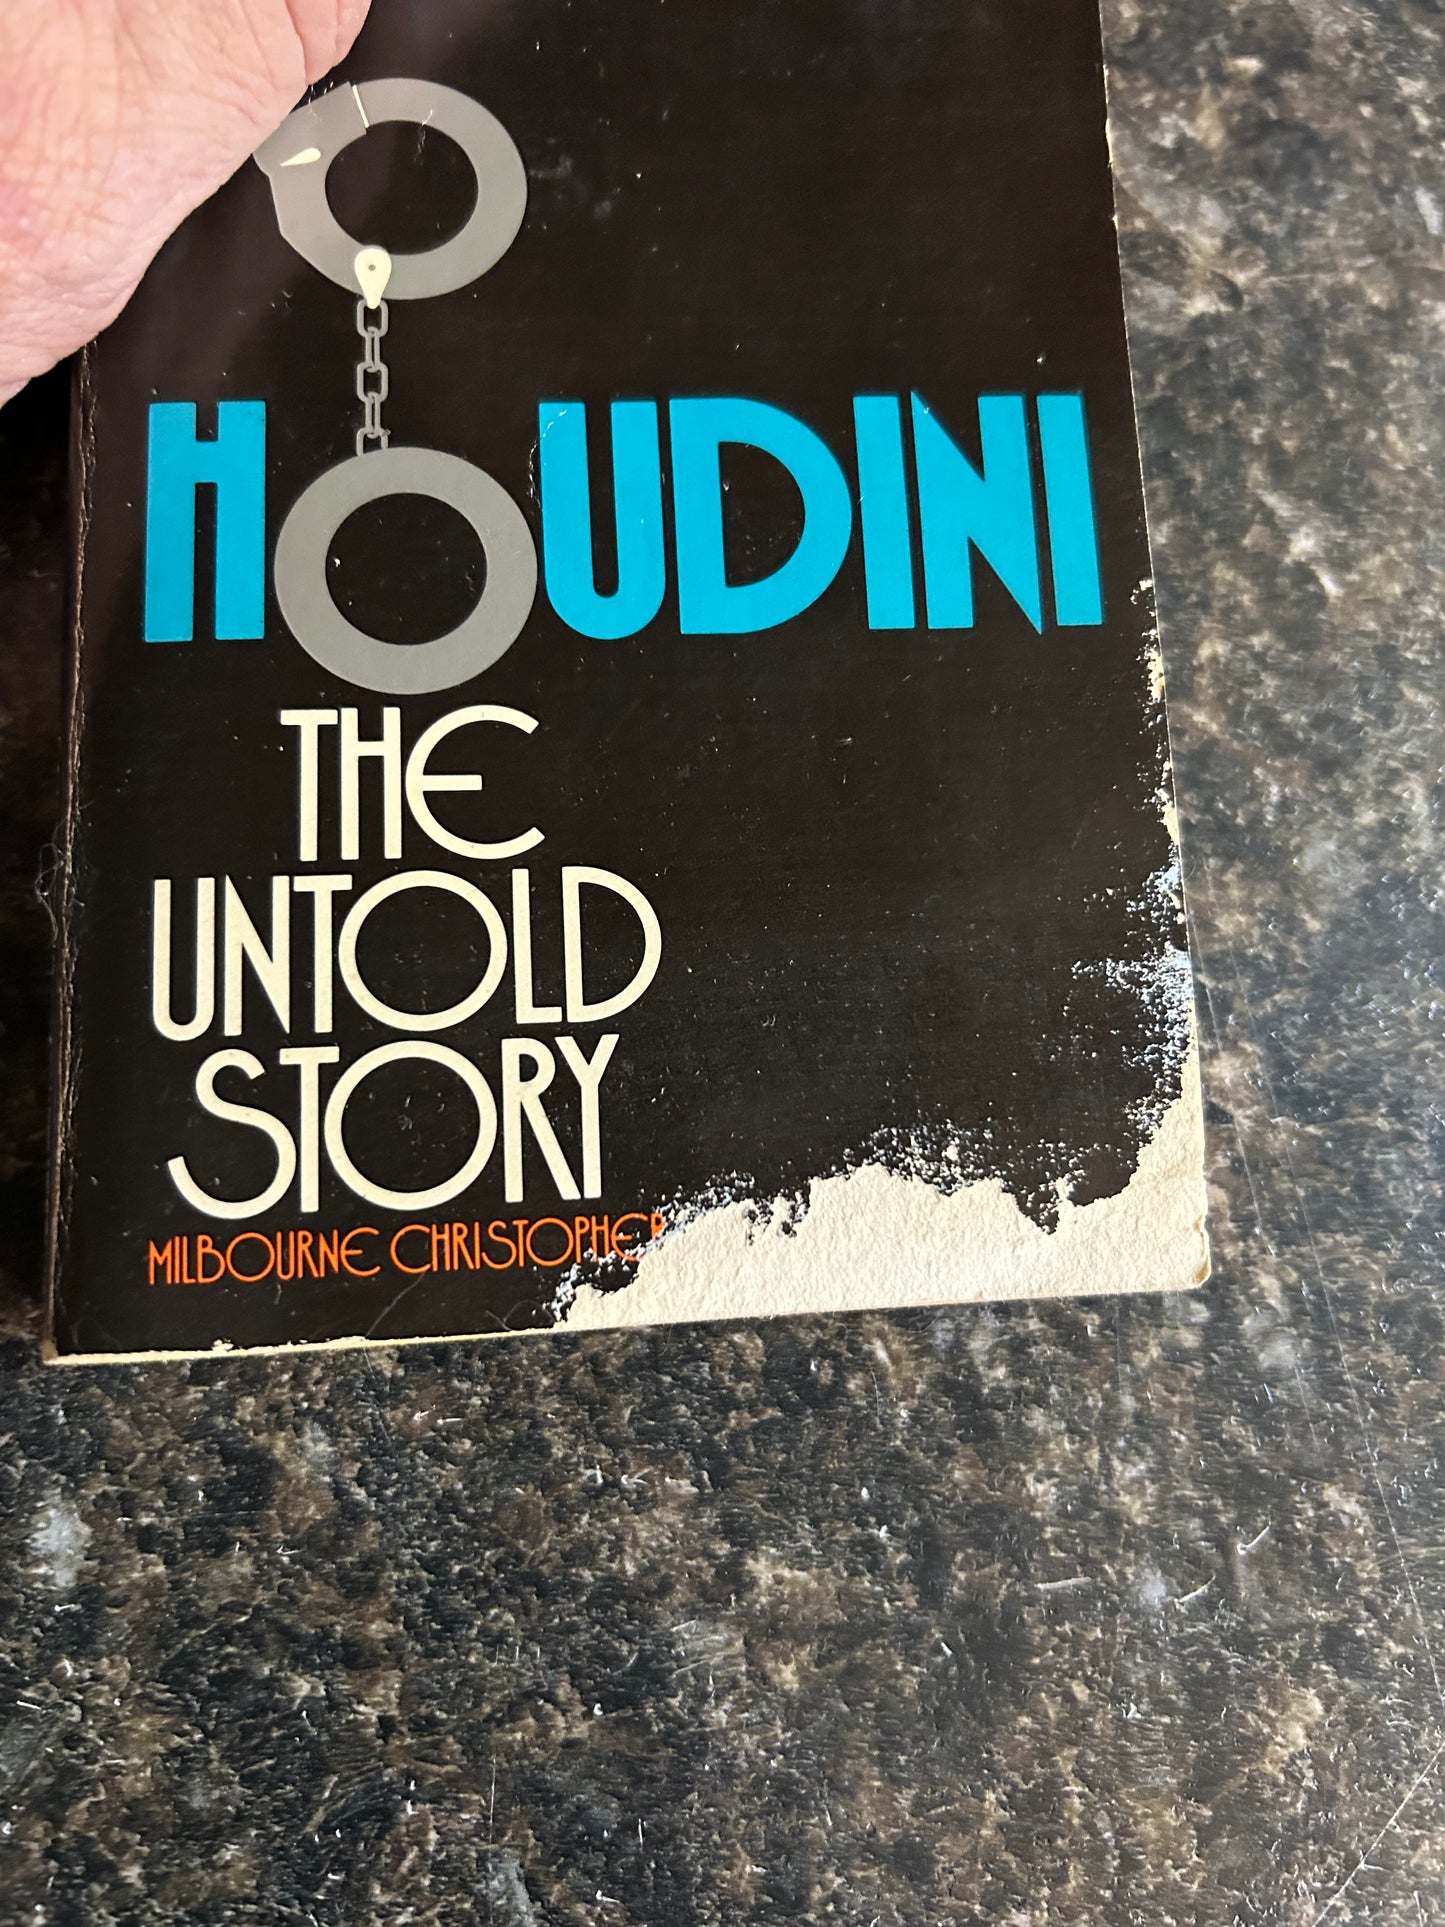 HOUDINI
THE
UNTOLD
STORY
MILBOURNE CHRISTOPHER